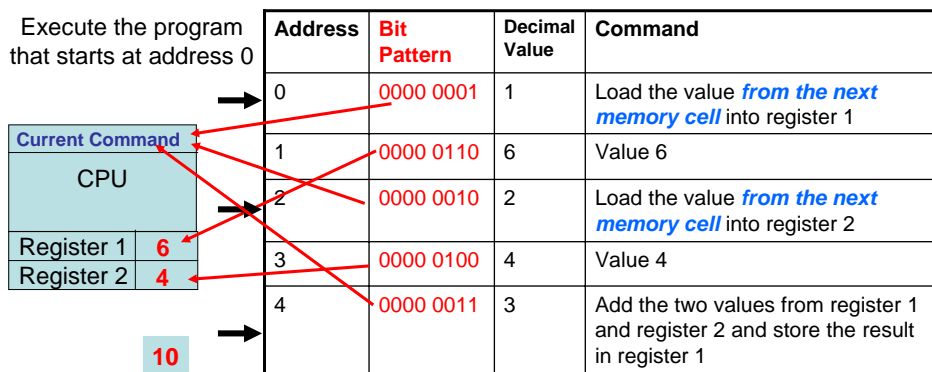 Execute the program
that starts at address 0
Current Command
CPU
Register 1 6
Register 2 4
10
Address Bit Pattern Decimal Value Command
0 0000 0001 1 Load the value from the next
memory cell into register 1
1 0000 0110 6 Value 6
2 0000 0010 2 Load the value from the next
memory cell into register 2
3 0000 0100 4 Value 4
4 0000 0011 3 Add the two values from register 1
and register 2 and store the result
in register 1